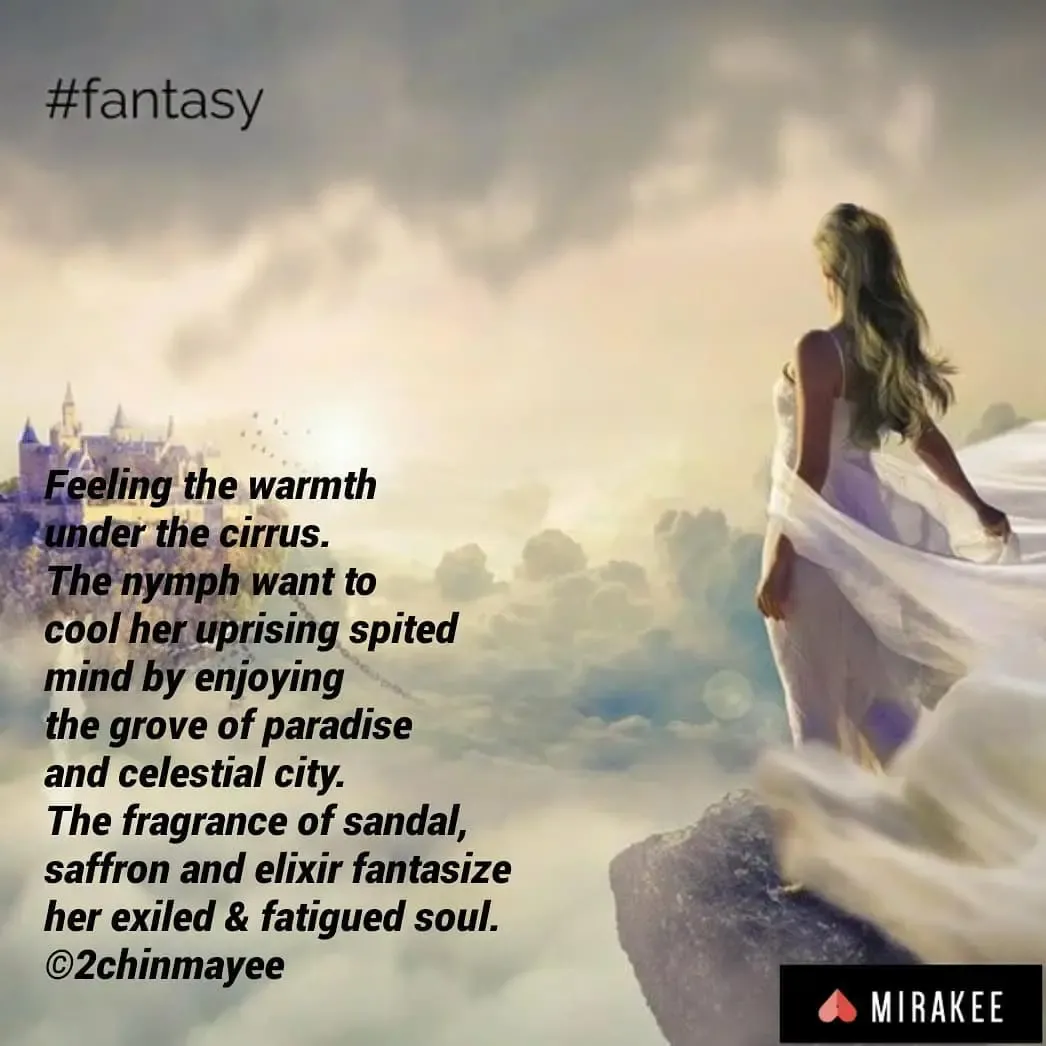 #fantasy
Feeling the warmth
under the cirrus.
The nymph want to
cool her uprising spited
mind by enjoying
the grove of paradise
and celestial city.
The fragrance of sandal,
saffron and elixir fantasize
her exiled & fatigued soul.
©2chinmayee
MIRAKEE